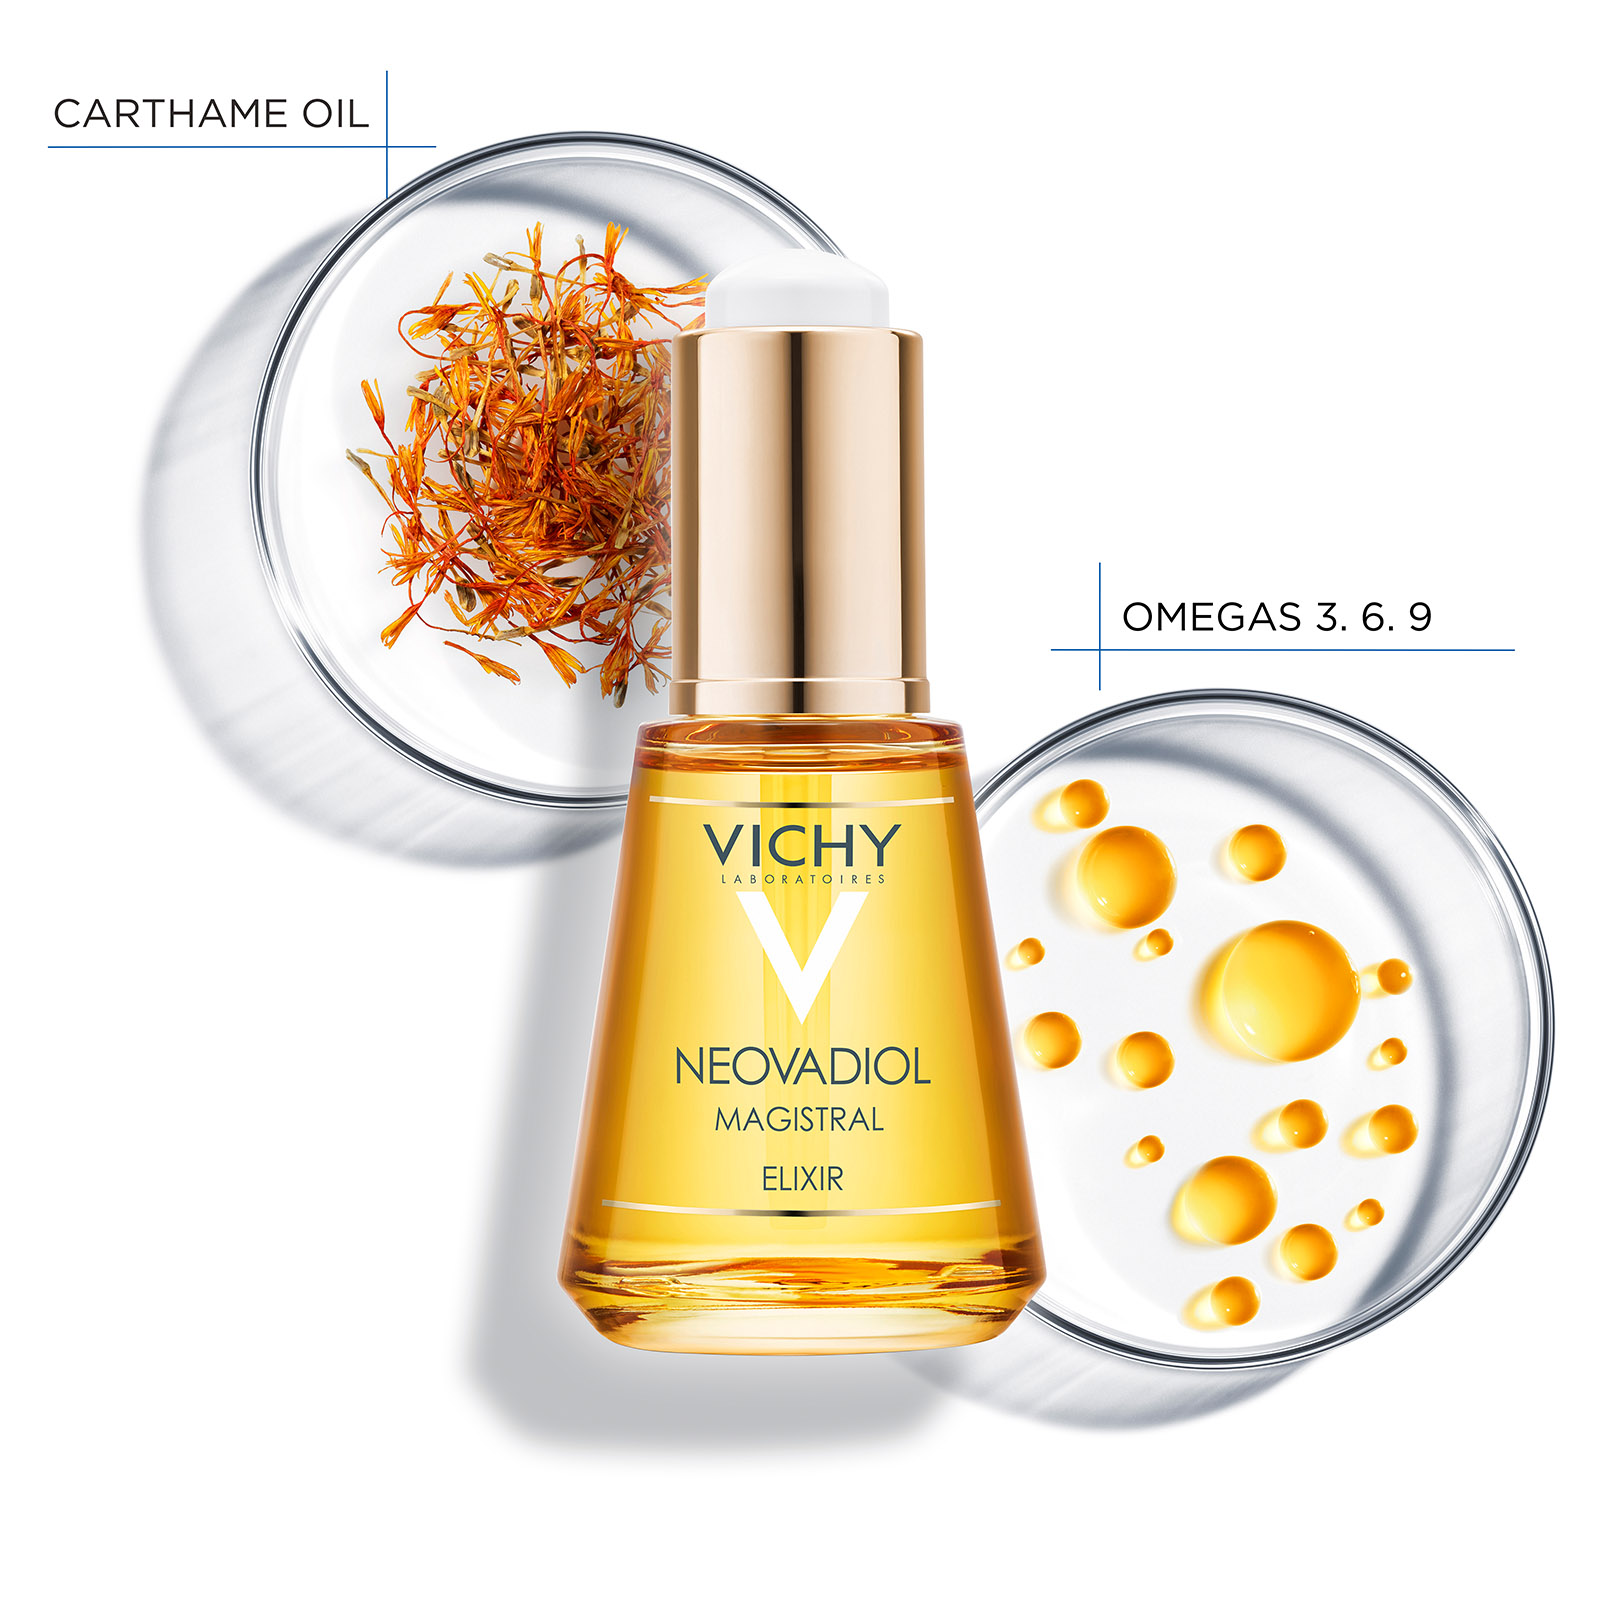 CARTHAME OIL
OMEGAS 3. 6. 9
VICHY
LABORATOIRES
V
NEOVADIOL
MAGISTRAL
ELIXIR